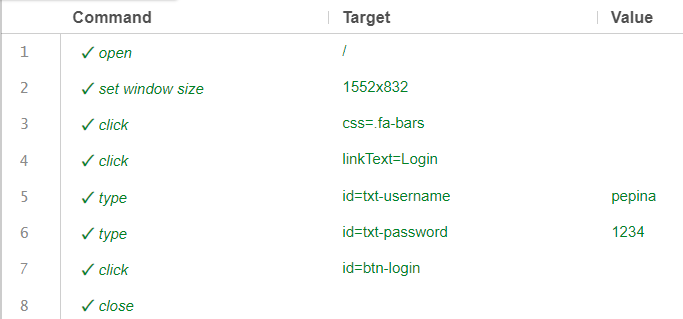 Command Target Value
1 ✓ open /
2 ✓ set window size 1552x832
3 ✓ click css=.fa-bars
4 ✓ click linkText=Login
5 ✓ type id=txt-username pepina
6 ✓ type id=txt-password 1234
7 ✓ click id=btn-login
8 ✓ close